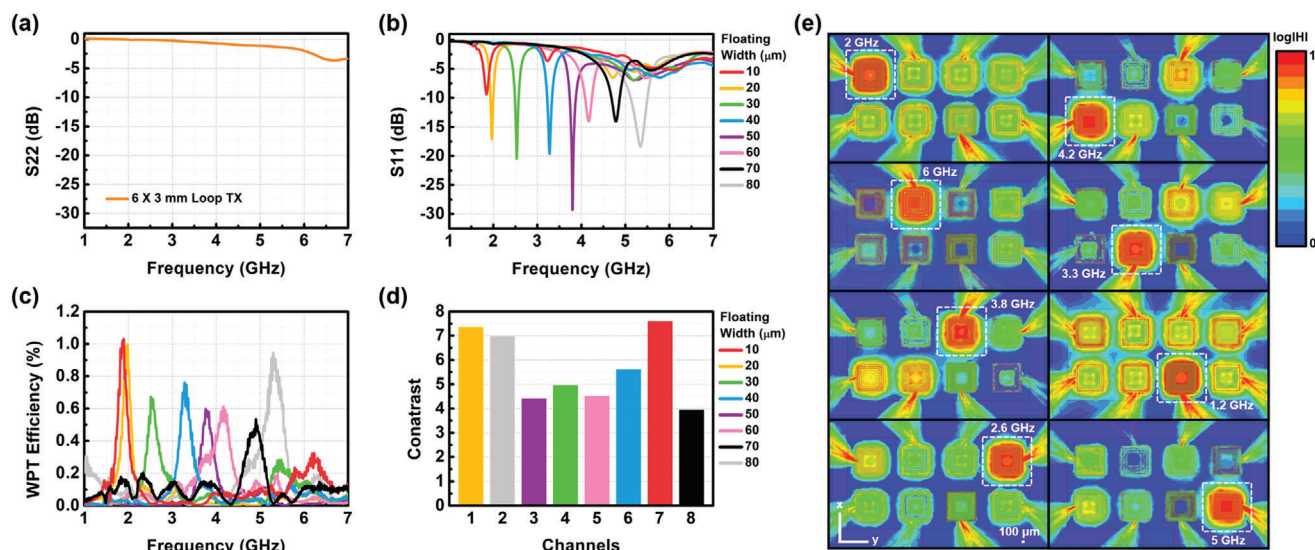 (a)
S22 (dB)
0
-5
-10
-15
-20
-25
-30
6 X 3 mm Loop TX
1 2 3 4 5 6 7
Frequency (GHz)
(b)
S11 (dB)
0
-5
-10
-15
-20
-25
-30
1 2 3 4 5 6 7
Frequency (GHz)
Floating
Width (μm)
10
20
30
40
50
60
70
80
(c)
WPT Efficiency (%)
1.2
1.0
0.8
0.6
0.4
0.2
0.0
1 2 3 4 5 6 7
Frequency (GHz)
(d)
Conatrast
8
7
6
5
4
3
2
1
0
1 2 3 4 5 6 7 8
Channels
Floating
Width (μm)
10
20
30
40
50
60
70
80
(e)
2 GHz
4.2 GHz
6 GHz
3.3 GHz
3.8 GHz
1.2 GHz
2.6 GHz
5 GHz
x
y
100 μm
log|H|
1
0